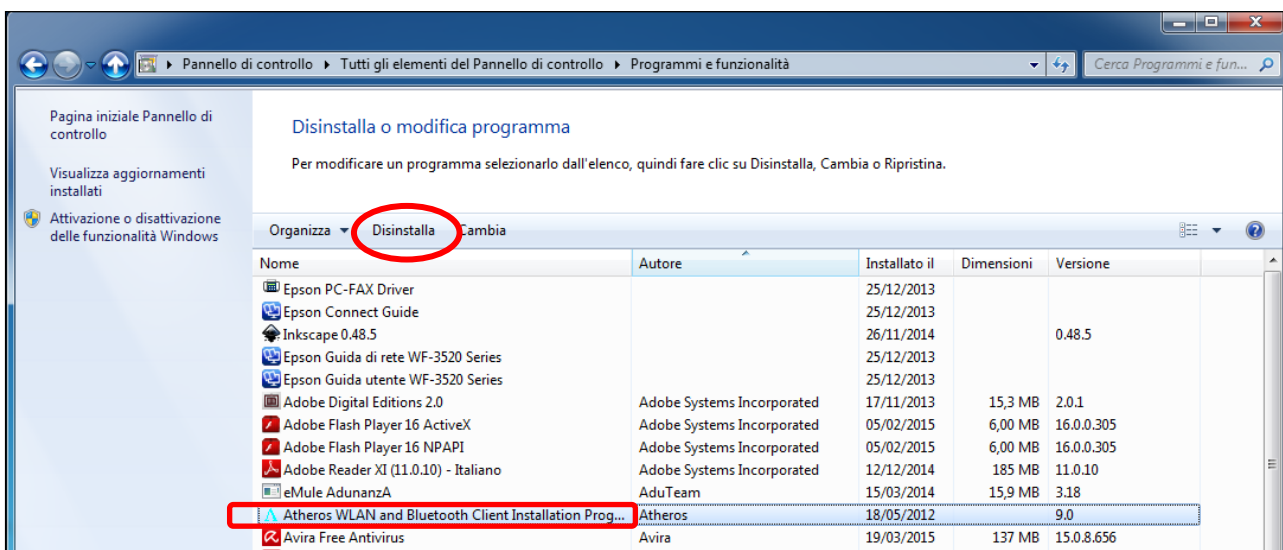 Pannello di controllo Tutti gli elementi del Pannello di controllo Programmi e funzionalità
Cerca Programmi e fun...
Pagina iniziale Pannello di
controllo
Visualizza aggiornamenti
installati
Attivazione o disattivazione
delle funzionalità Windows
Disinstalla o modifica programma
Per modificare un programma selezionarlo dall'elenco, quindi fare clic su Disinstalla, Cambia o Ripristina.
Organizza Disinstalla Cambia
Nome Autore Installato il Dimensioni Versione
Epson PC-FAX Driver 25/12/2013
Epson Connect Guide 25/12/2013
Inkscape 0.48.5 26/11/2014 0.48.5
Epson Guida di rete WF-3520 Series 25/12/2013
Epson Guida utente WF-3520 Series 25/12/2013
Adobe Digital Editions 2.0 Adobe Systems Incorporated 17/11/2013 15,3 MB 2.0.1
Adobe Flash Player 16 ActiveX Adobe Systems Incorporated 05/02/2015 6,00 MB 16.0.0.305
Adobe Flash Player 16 NPAPI Adobe Systems Incorporated 05/02/2015 6,00 MB 16.0.0.305
Adobe Reader XI (11.0.10) - Italiano Adobe Systems Incorporated 12/12/2014 185 MB 11.0.10
eMule AdunanzA AduTeam 15/03/2014 15,9 MB 3.18
Atheros WLAN and Bluetooth Client Installation Prog... Atheros 18/05/2012 9.0
Avira Free Antivirus Avira 19/03/2015 137 MB 15.0.8.656